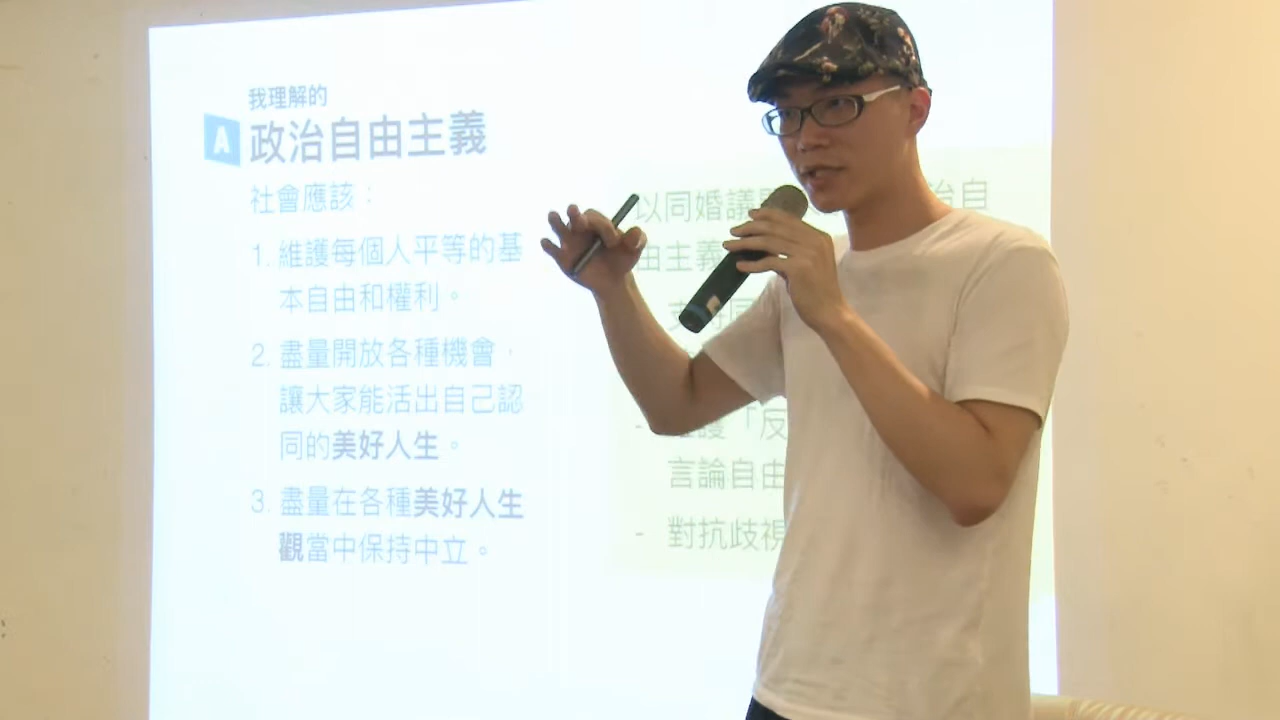 我理解的
A 政治自由主義
社會應該：
1. 維護每個人平等的基
本自由和權利。
2. 盡量開放各種機會，
讓大家能活出自己認
同的美好人生。
3. 盡量在各種美好人生
觀當中保持中立。
以同婚議
治自
由主義
言論自由
- 對抗歧視